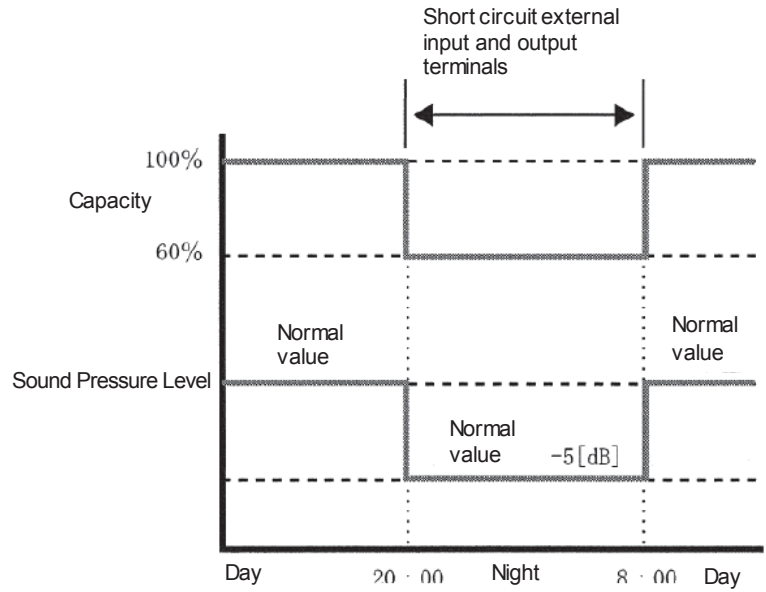 Short circuit external
input and output
terminals
100%
Capacity
60%
Normal
value
Normal
value
Sound Pressure Level
Normal
value -5[dB]
Day 20:00 Night 8:00 Day